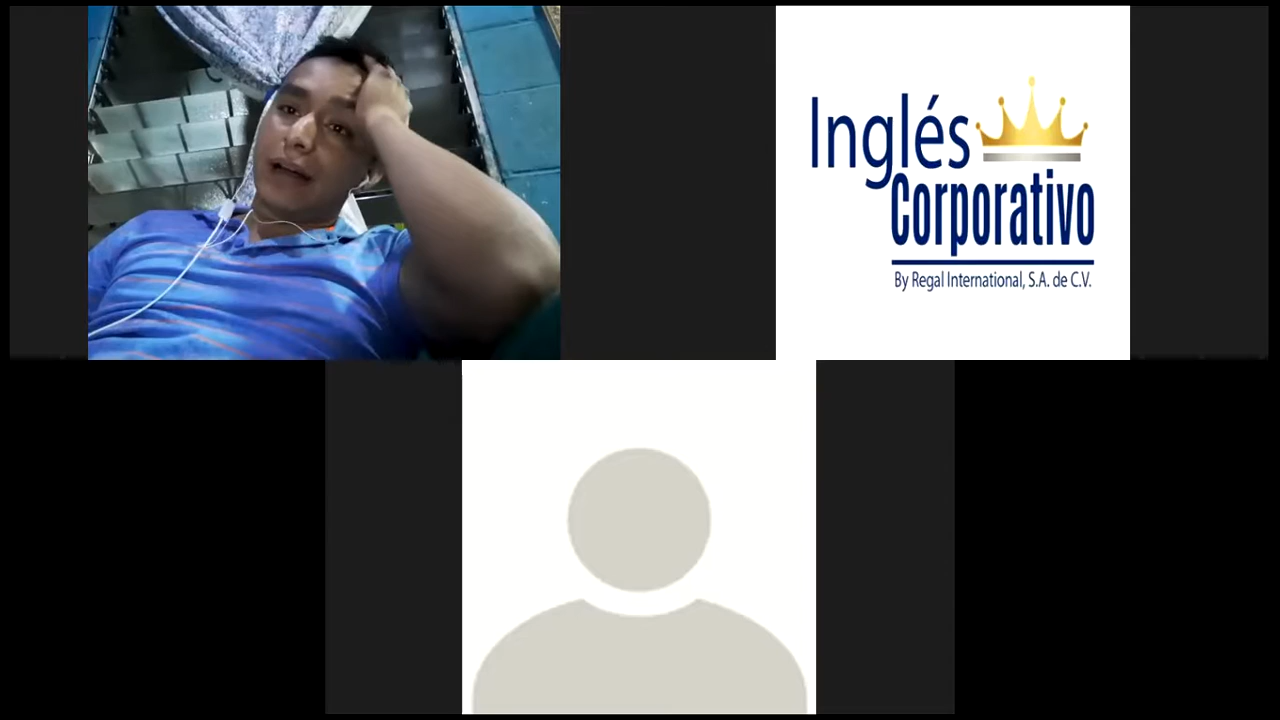 Inglés
Corporativo
By Regal International, S.A. de C.V.